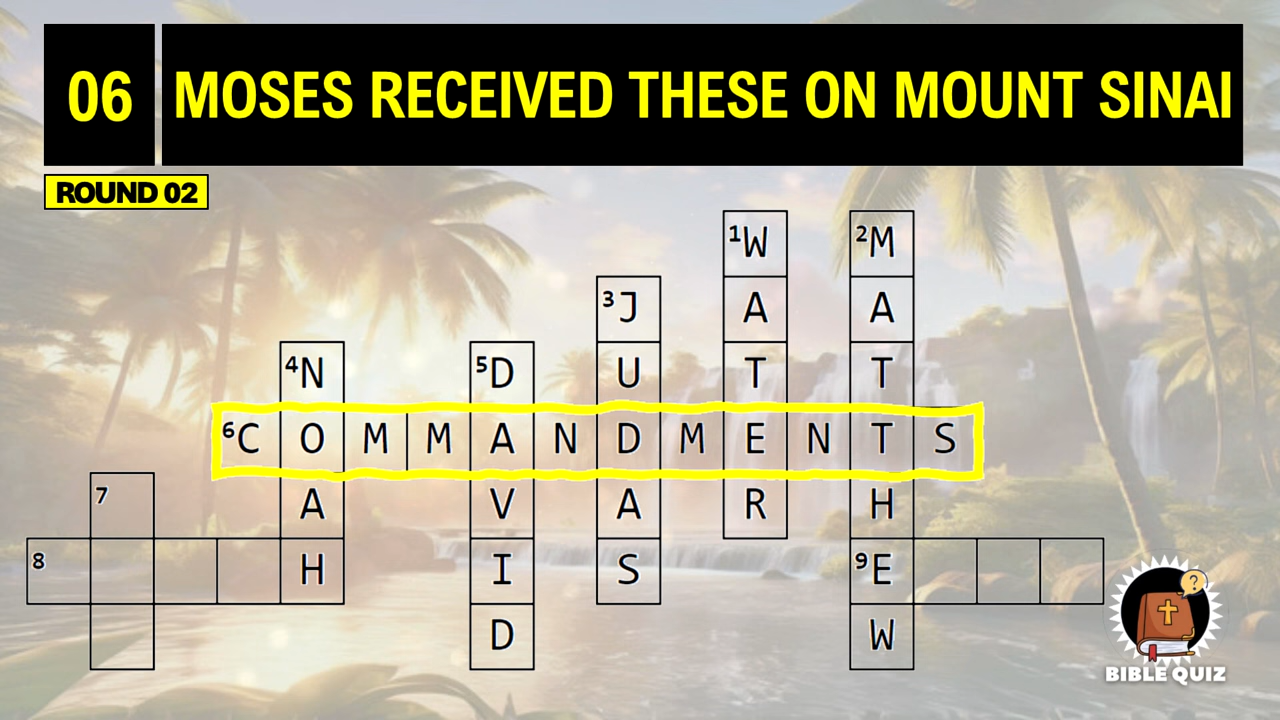 06 MOSES RECEIVED THESE ON MOUNT SINAI
ROUND 02
1W 2M
3J A A
4N 5D U T T
6C O M M A N D M E N T S
7 A V A R H
8 H I S 9E
D W
?
BIBLE QUIZ